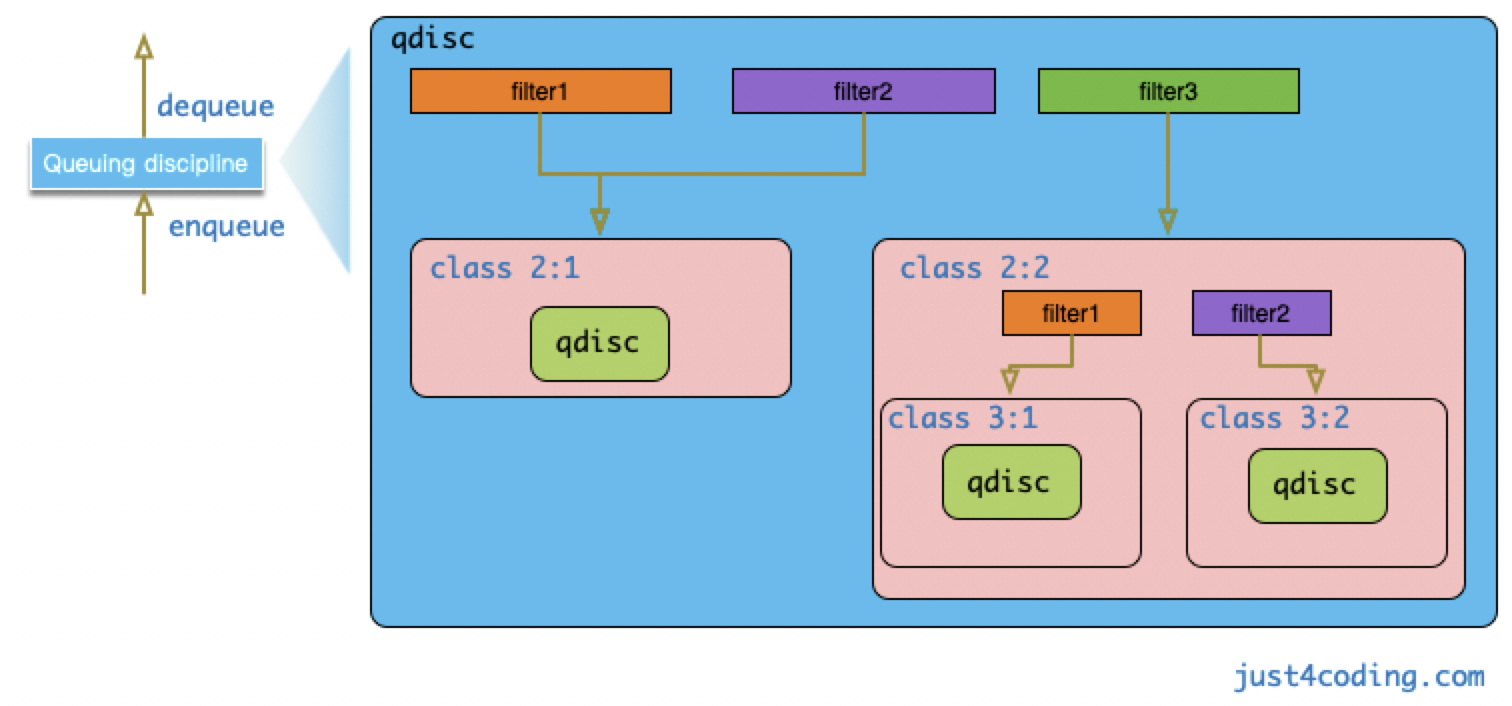 qdisc
dequeue
Queuing discipline
enqueue
filter1
filter2
filter3
class 2:1
qdisc
class 2:2
filter1
filter2
class 3:1
qdisc
class 3:2
qdisc
just4coding.com